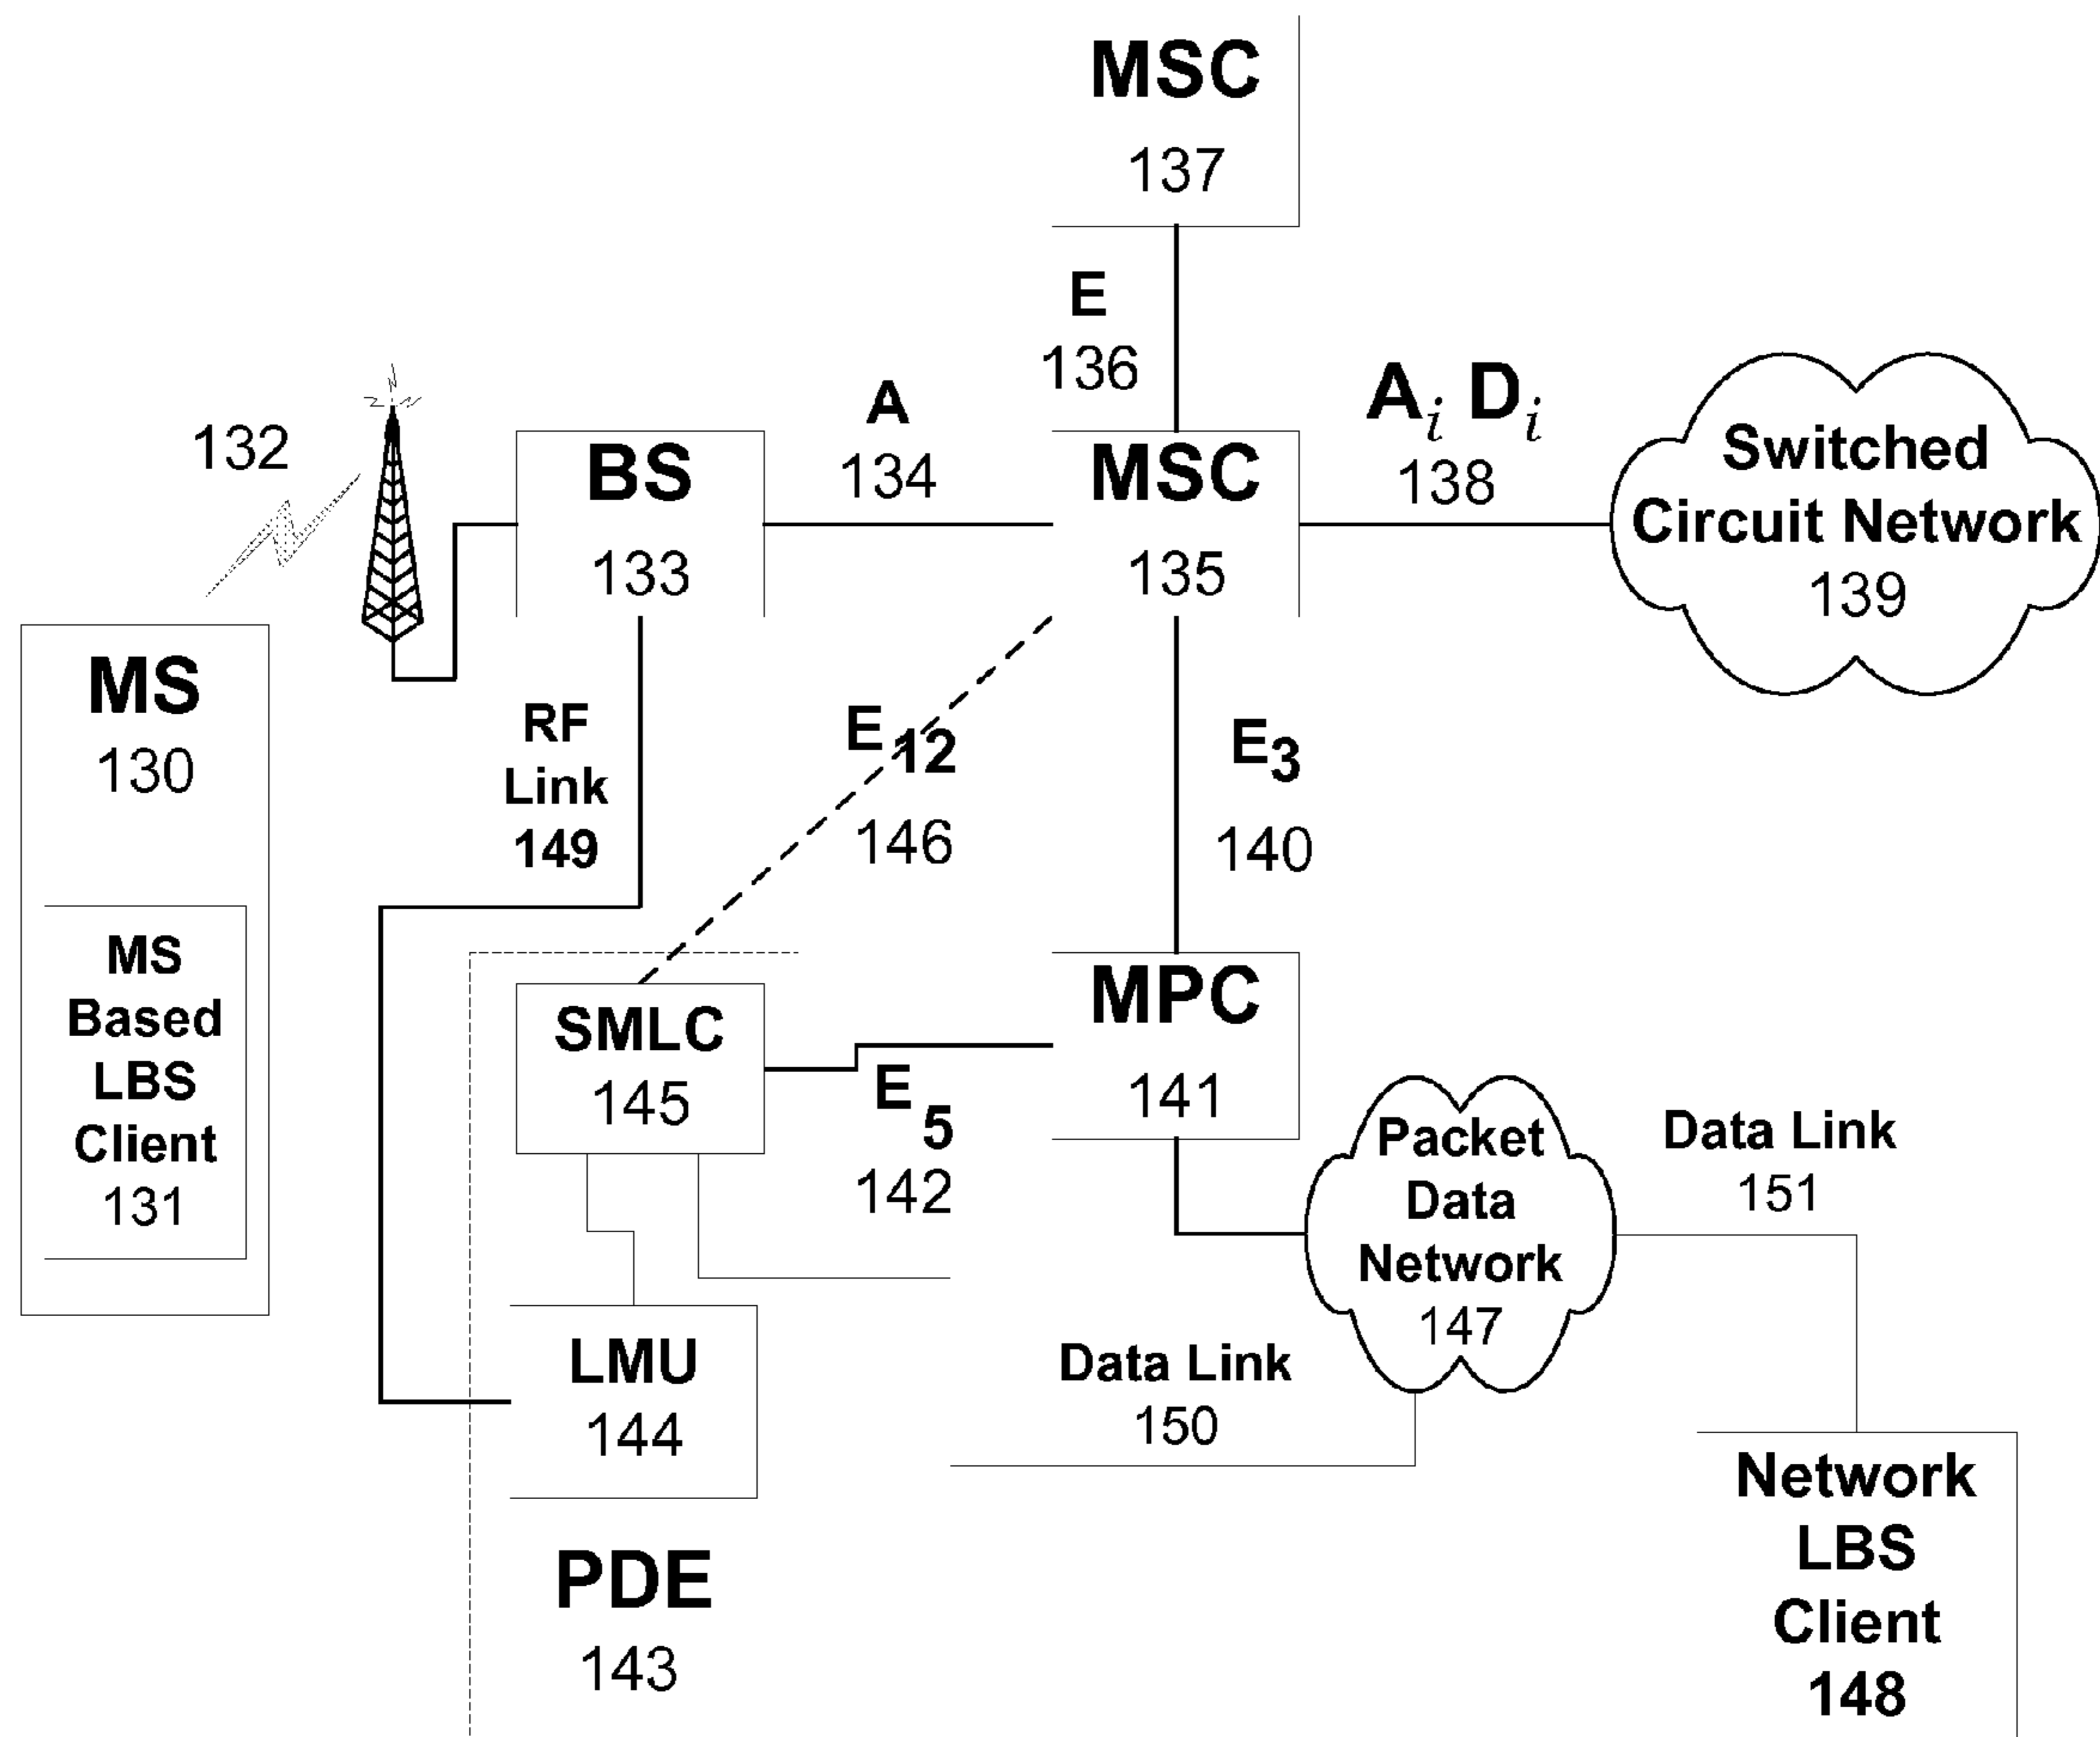 MSC
137
E
136
A
134
A_i D_i
138
132
BS
133
MSC
135
Switched
Circuit Network
139
MS
130
RF
Link
149
E12
146
E3
140
MS
Based
LBS
Client
131
SMLC
145
E5
142
MPC
141
Packet
Data
Network
147
Data Link
151
LMU
144
Data Link
150
PDE
143
Network
LBS
Client
148